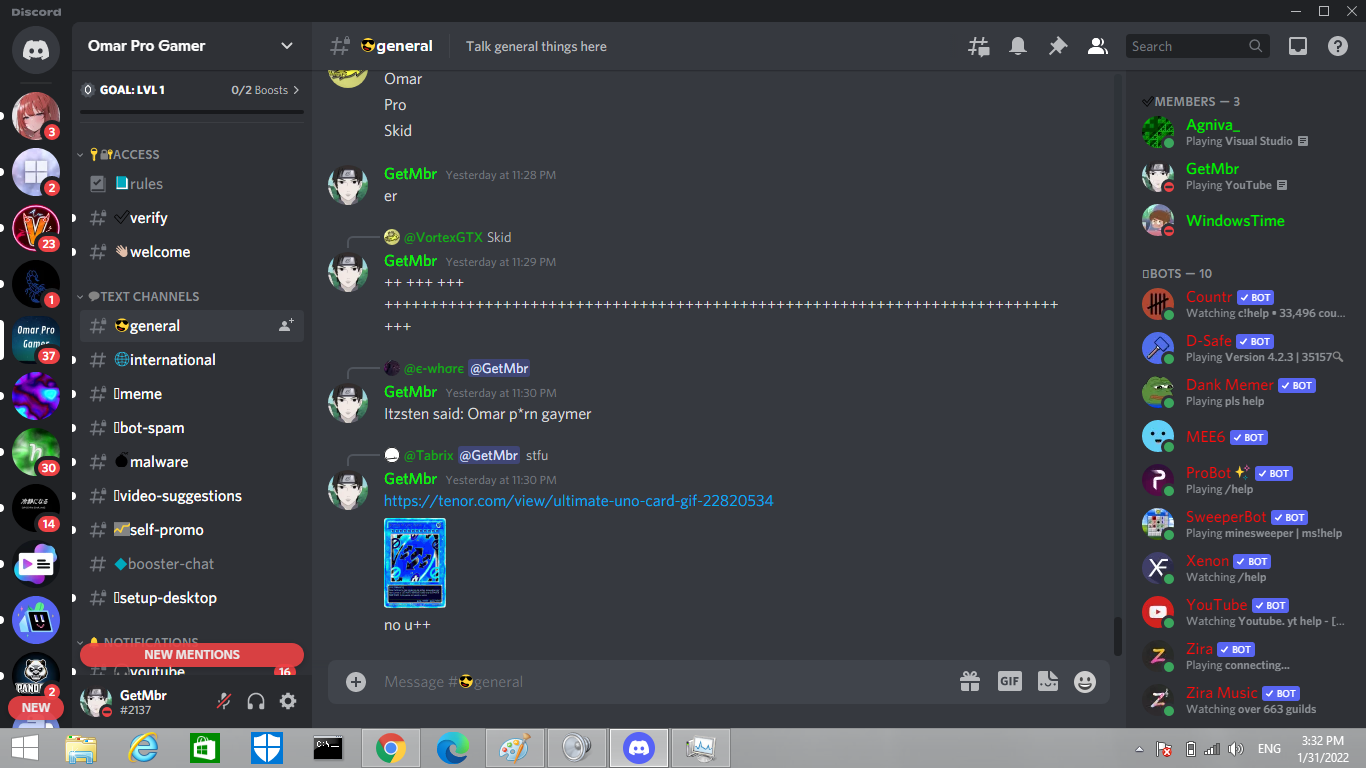 Discord
Omar Pro Gamer
GOAL: LVL 1
0/2 Boosts
ACCESS
rules
verify
welcome
TEXT CHANNELS
general
international
meme
bot-spam
malware
video-suggestions
self-promo
booster-chat
setup-desktop
NOTIFICATIONS
NEW MENTIONS
youtube
16
GetMbr
#2137
3
2
23
1
Omar Pro
Gamer
37
30
14
2
NEW
😎general
Talk general things here
Search
Omar
Pro
Skid
GetMbr Yesterday at 11:28 PM
er
@VortexGTX Skid
GetMbr Yesterday at 11:29 PM
++ +++ +++
++++++++++++++++++++++++++++++++++++++++++++++++++++++++++++++++++++++++++
+++
@є-whσrє @GetMbr
GetMbr Yesterday at 11:30 PM
Itzsten said: Omar p*rn gaymer
@Tabrix @GetMbr stfu
GetMbr Yesterday at 11:30 PM
https://tenor.com/view/ultimate-uno-card-gif-22820534
no u++
Message #😎general
GIF
✓MEMBERS — 3
Agniva_
Playing Visual Studio
GetMbr
Playing YouTube
WindowsTime
BOTS — 10
Countr ✓ BOT
Watching c!help • 33,496 cou...
D-Safe ✓ BOT
Playing Version 4.2.3 | 35157🔍
Dank Memer ✓ BOT
Playing pls help
MEE6 ✓ BOT
ProBot ✨ ✓ BOT
Playing /help
SweeperBot ✓ BOT
Playing minesweeper | ms!help
Xenon ✓ BOT
Watching /help
YouTube ✓ BOT
Watching Youtube. yt help - [...
Zira ✓ BOT
Playing connecting...
Zira Music ✓ BOT
Watching over 663 guilds
ENG
3:32 PM
1/31/2022